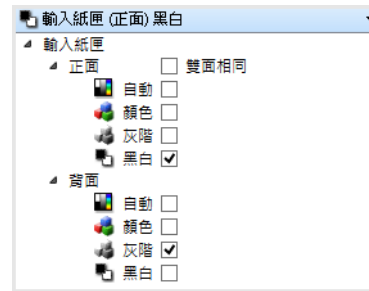 輸入紙匣 (正面) 黑白
輸入紙匣
正面 雙面相同
自動
顏色
灰階
黑白
背面
自動
顏色
灰階
黑白